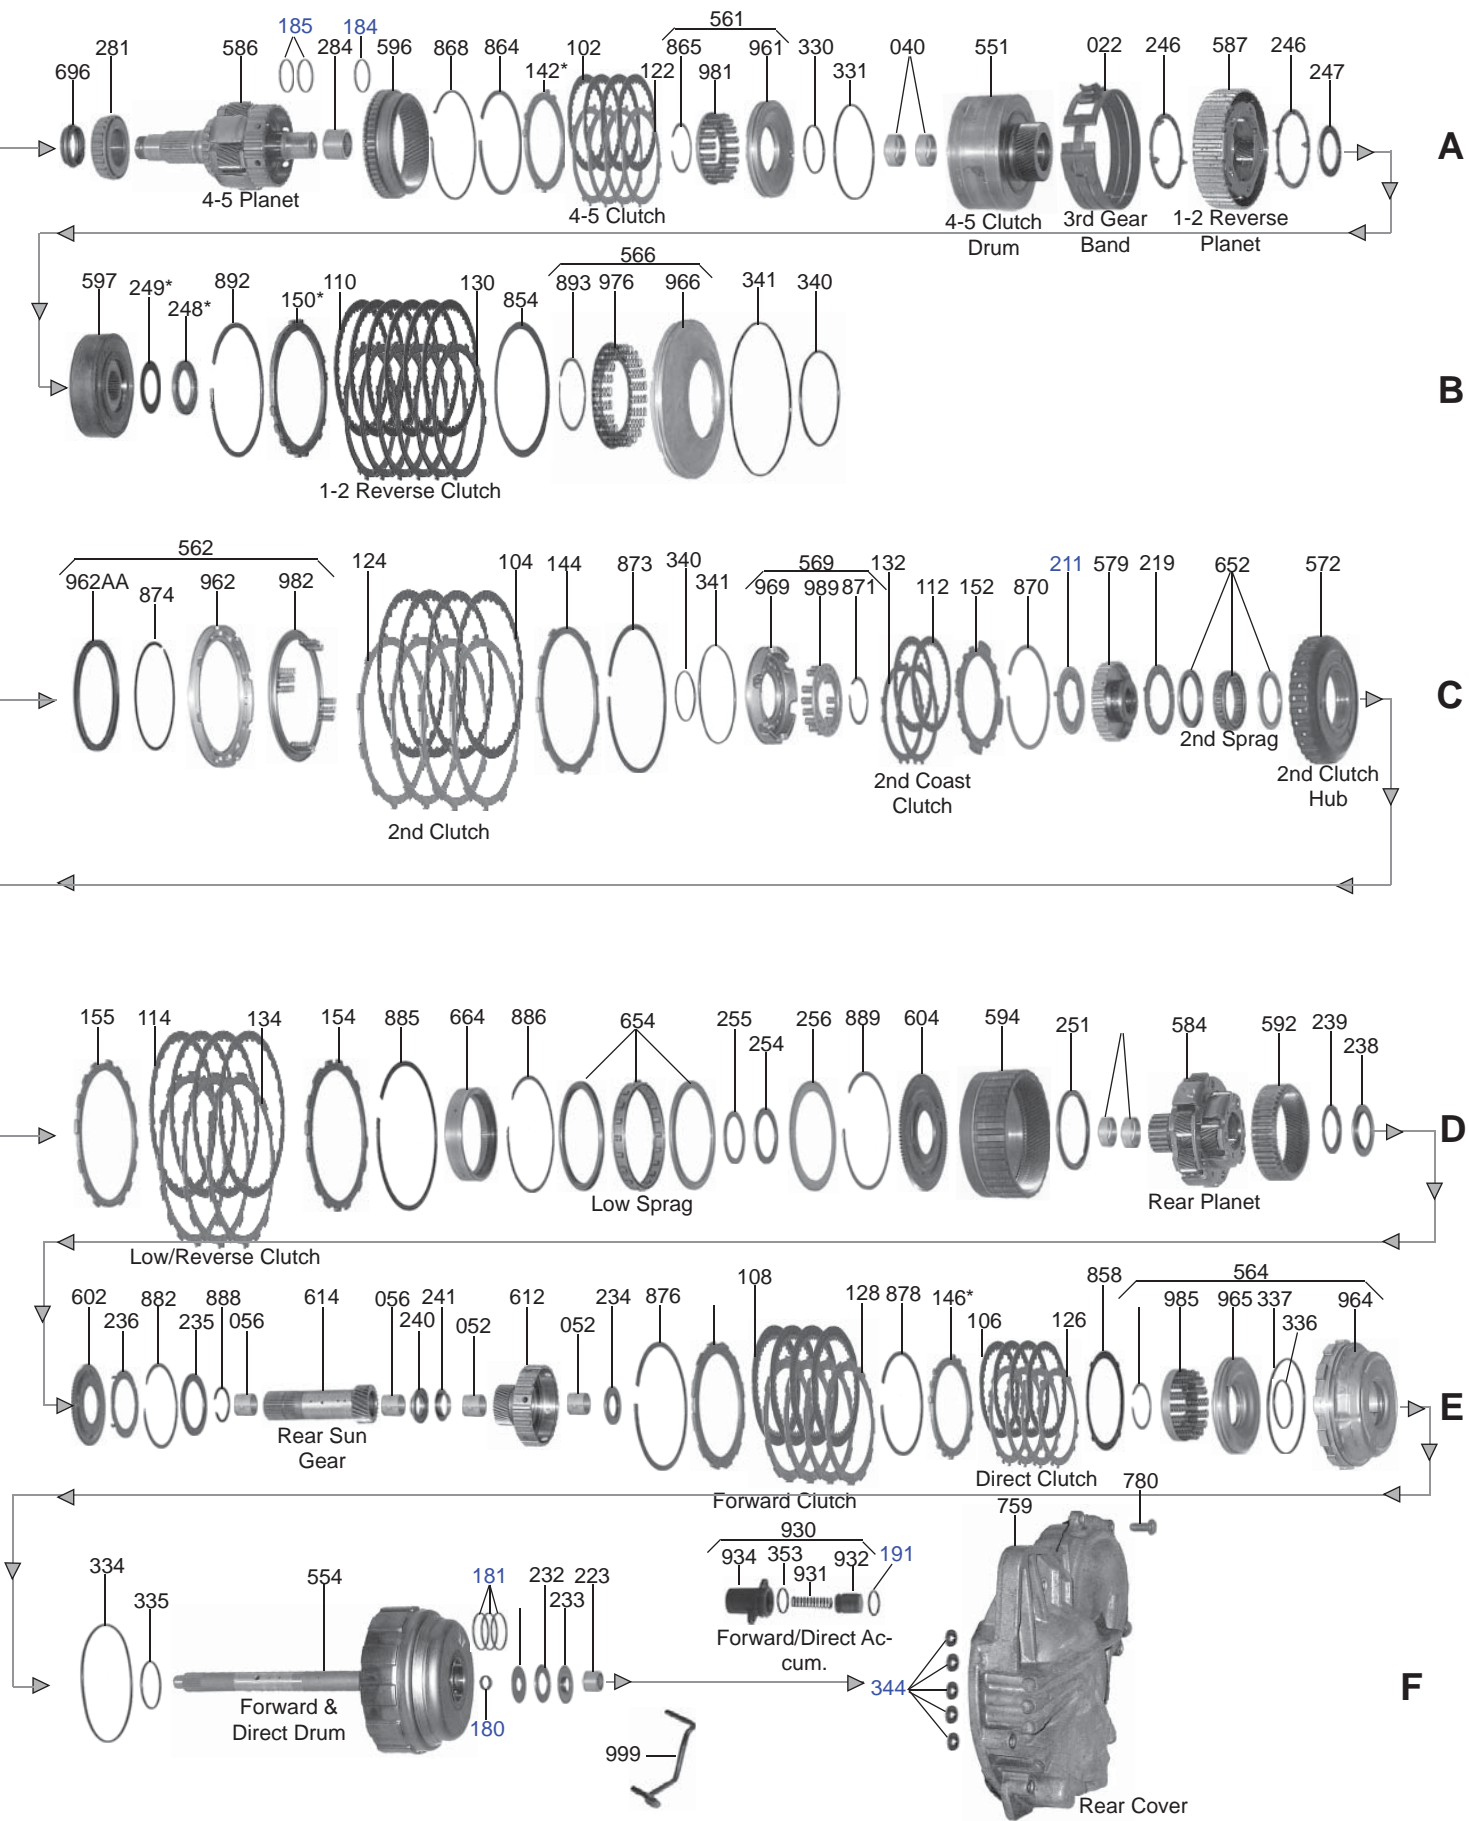 185 184 561
281 586 284 596 868 864 102 865 961 330 040 551 022 246 587 246
696 142* 122 981 331 247
A
4-5 Planet
4-5 Clutch
4-5 Clutch Drum
3rd Gear Band
1-2 Reverse Planet
566
597 249* 892 110 130 893 976 966 341 340
248* 150* 854
B
1-2 Reverse Clutch
562
962AA 874 962 982 124 104 144 873 340 569 132 211 579 219 652 572
341 969 989 871 112 152 870
C
2nd Clutch
2nd Coast Clutch
2nd Sprag
2nd Clutch Hub
155 114 134 154 885 664 886 654 255 256 889 604 594 251 584 592 239
254 238
D
Low/Reverse Clutch
Low Sprag
Rear Planet
602 882 888 614 056 241 612 234 876 108 128 878 146* 858 564
236 235 056 240 052 052 106 126 985 965 337 964
336
E
Rear Sun Gear
Forward Clutch
Direct Clutch
780
759
930
934 353 932 191
931
Forward/Direct Ac-
cum.
334 554 181 232 223
335 233
344
F
Forward &
Direct Drum
180
999
Rear Cover